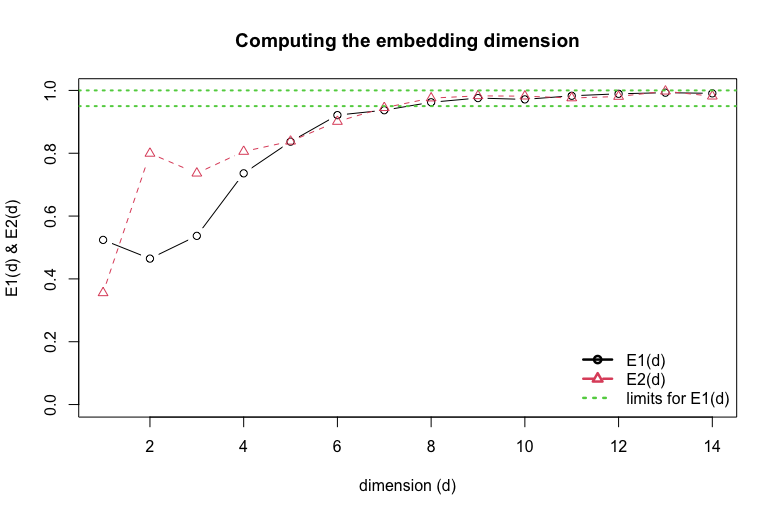 Computing the embedding dimension
E1(d) & E2(d)
1.0
0.8
0.6
0.4
0.2
0.0
E1(d)
E2(d)
limits for E1(d)
2 4 6 8 10 12 14
dimension (d)